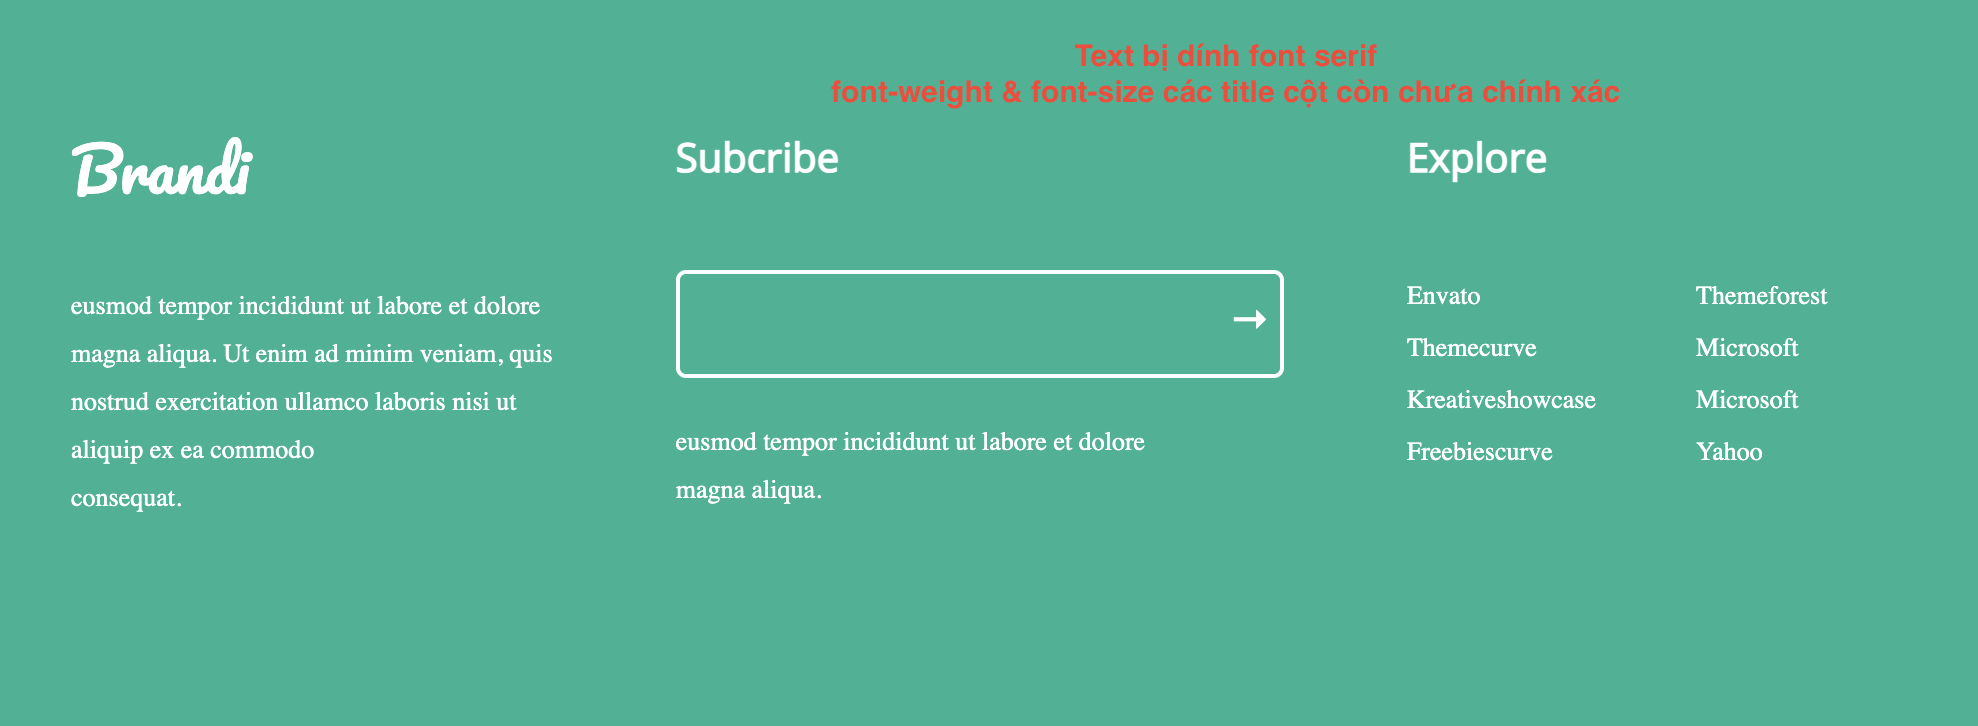 Text bị dính font serif
font-weight & font-size các title cột còn chưa chính xác
Brandi
eusmod tempor incididunt ut labore et dolore
magna aliqua. Ut enim ad minim veniam, quis
nostrud exercitation ullamco laboris nisi ut
aliquip ex ea commodo
consequat.
Subcribe
eusmod tempor incididunt ut labore et dolore
magna aliqua.
Explore
Envato
Themecurve
Kreativeshowcase
Freebiescurve
Themeforest
Microsoft
Microsoft
Yahoo